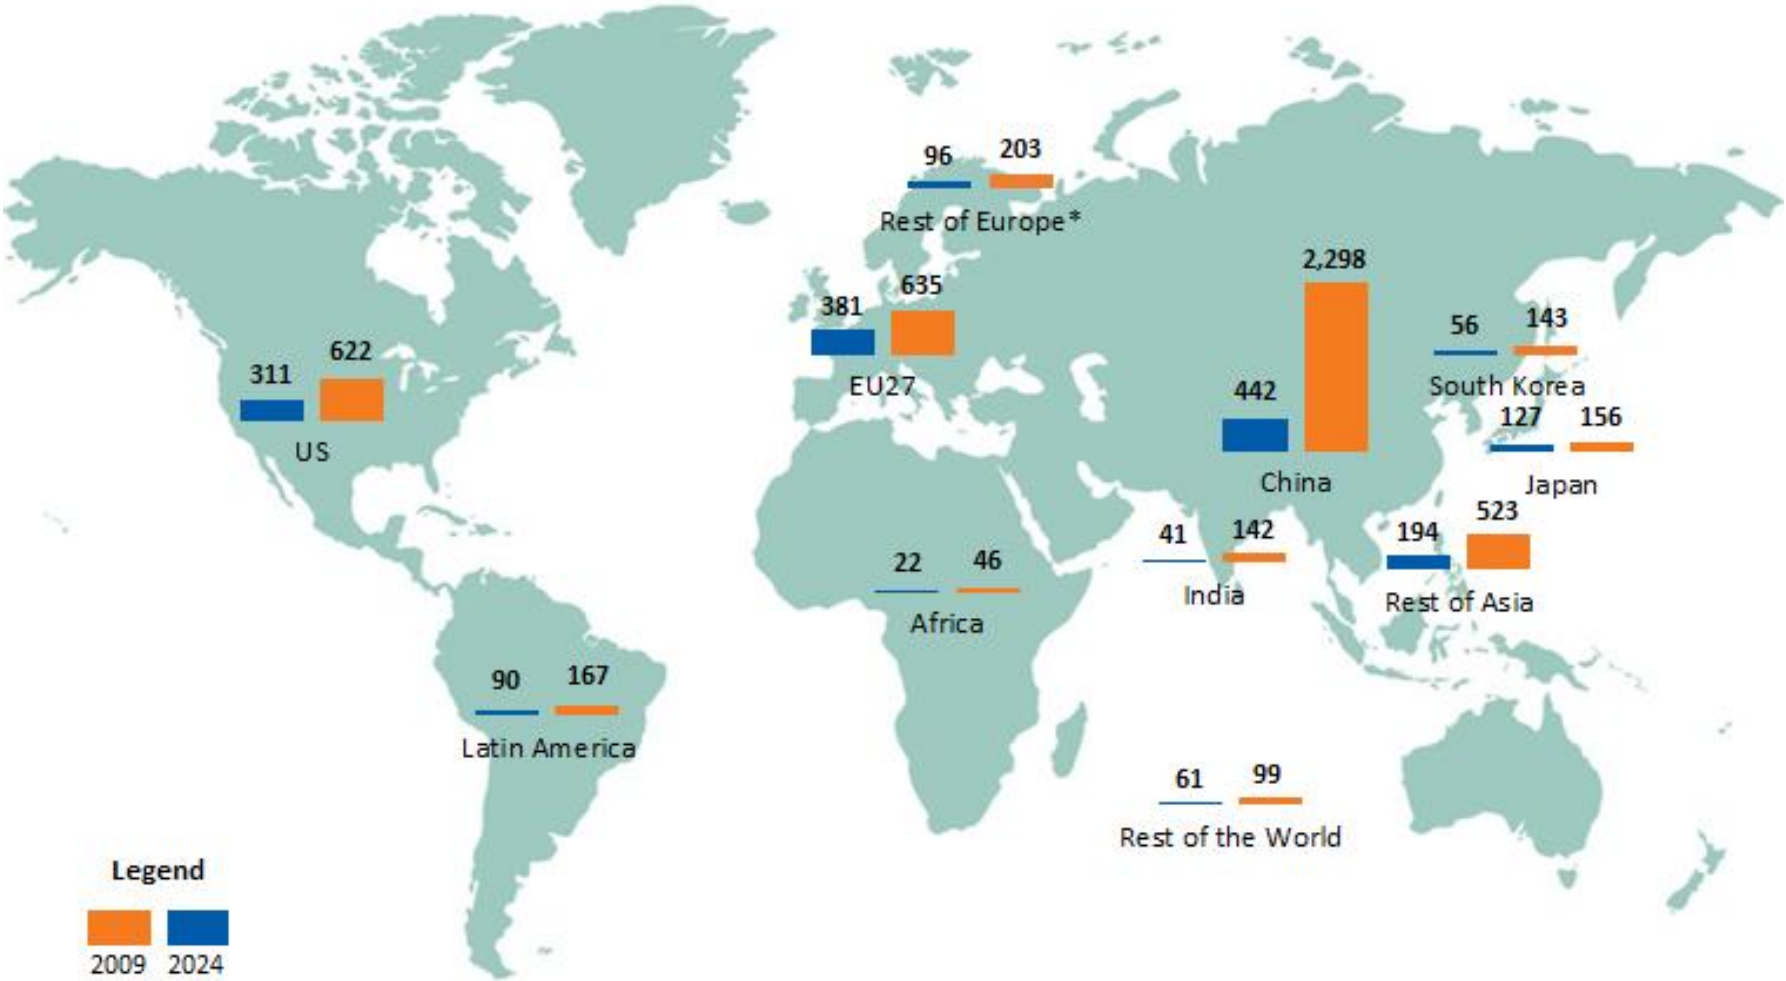 96 203
Rest of Europe*
2,298
381 635
EU27
56 143
South Korea
311 622
US
442
China
127 156
Japan
194 523
Rest of Asia
41 142
India
22 46
Africa
90 167
Latin America
61 99
Rest of the World
Legend
2009 2024